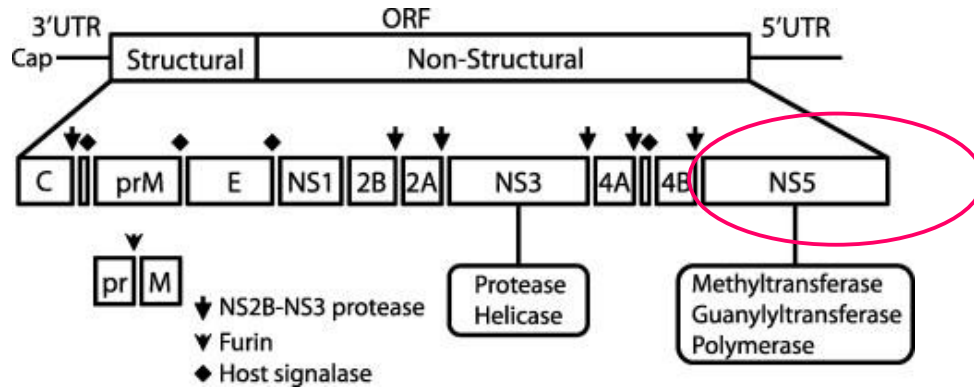 3'UTR ORF 5'UTR
Cap Structural Non-Structural
C prM E NS1 2B 2A NS3 4A 4B NS5
pr M
NS2B-NS3 protease
Furin
Host signalase
Protease
Helicase
Methyltransferase
Guanylyltransferase
Polymerase